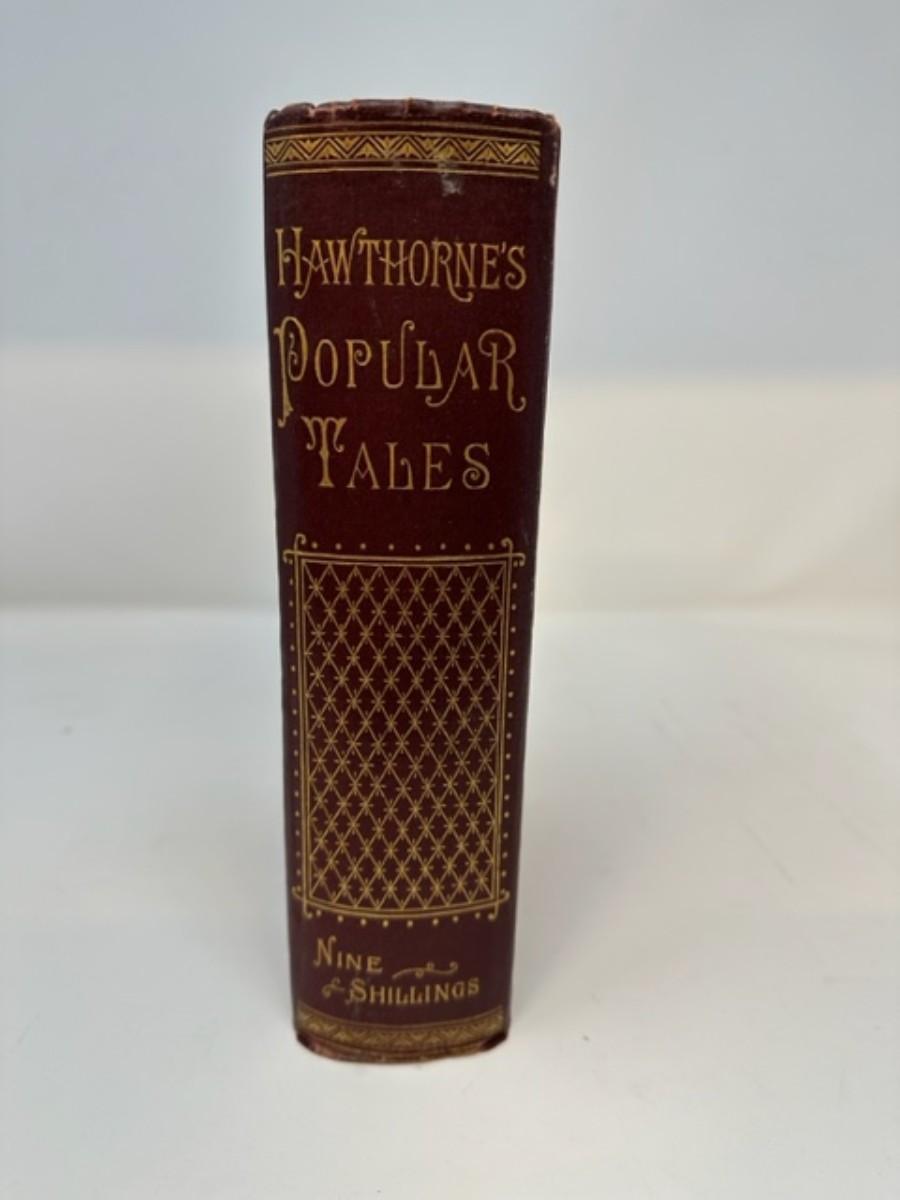 HAWTHORNE'S
POPULAR
TALES
NINE
SHILLINGS